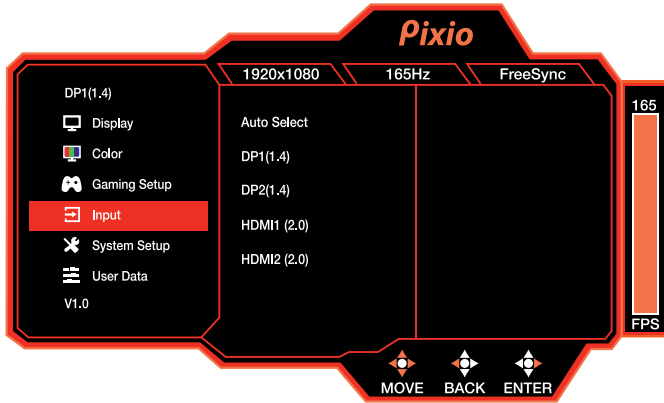 Pixio
1920x1080
165Hz
FreeSync
DP1(1.4)
Display
Color
Gaming Setup
Input
System Setup
User Data
V1.0
Auto Select
DP1(1.4)
DP2(1.4)
HDMI1 (2.0)
HDMI2 (2.0)
165
FPS
MOVE
BACK
ENTER